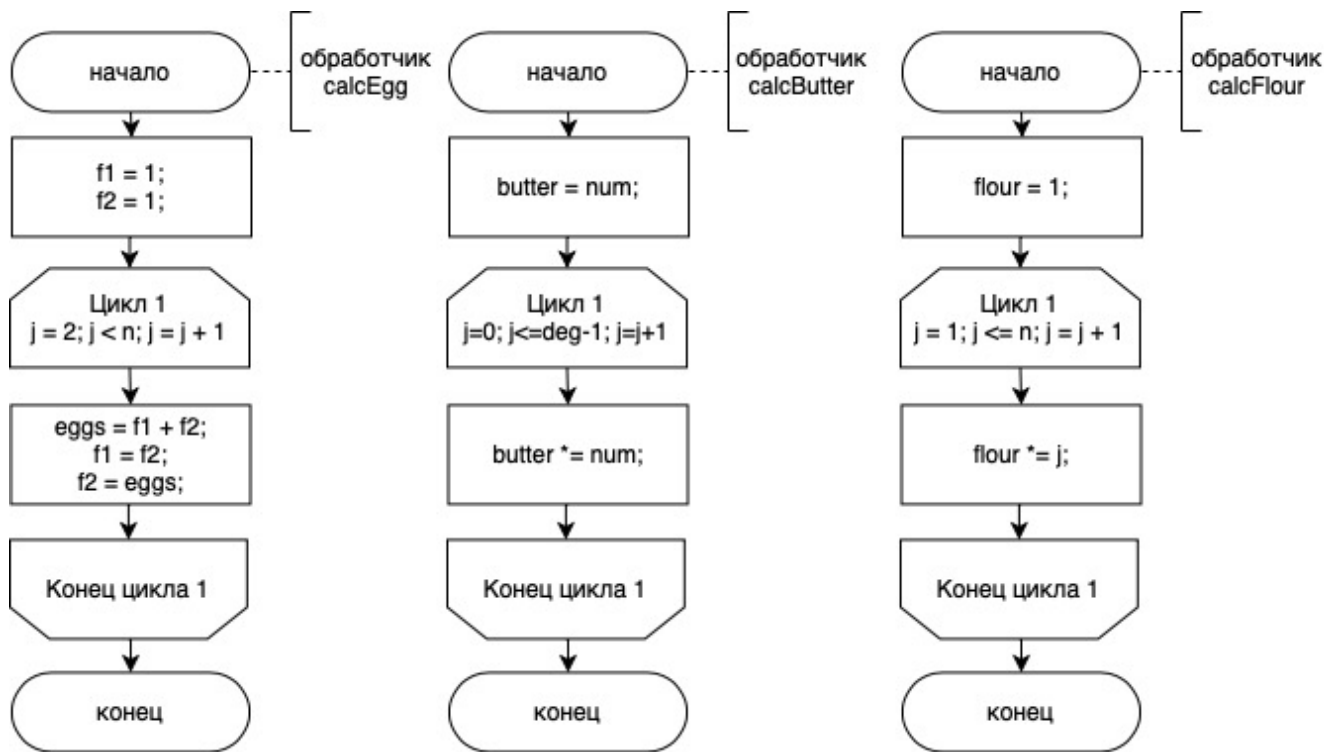 начало
обработчик
calcEgg
f1 = 1;
f2 = 1;
Цикл 1
j = 2; j < n; j = j + 1
eggs = f1 + f2;
f1 = f2;
f2 = eggs;
Конец цикла 1
конец
начало
обработчик
calcButter
butter = num;
Цикл 1
j=0; j<=deg-1; j=j+1
butter *= num;
Конец цикла 1
конец
начало
обработчик
calcFlour
flour = 1;
Цикл 1
j = 1; j <= n; j = j + 1
flour *= j;
Конец цикла 1
конец